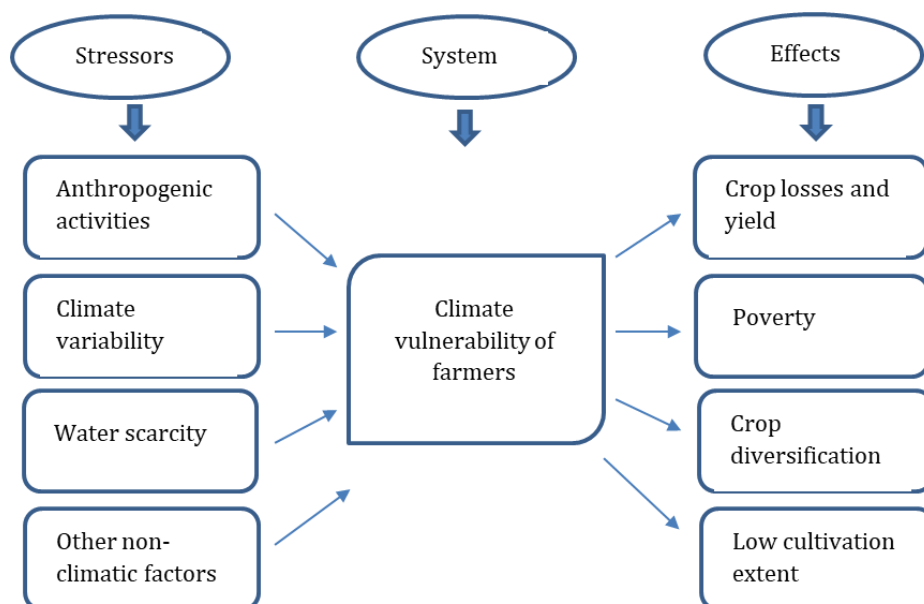 Stressors
System
Effects
Anthropogenic
activities
Climate
variability
Water scarcity
Other non-
climatic factors
Climate
vulnerability of
farmers
Crop losses and
yield
Poverty
Crop
diversification
Low cultivation
extent